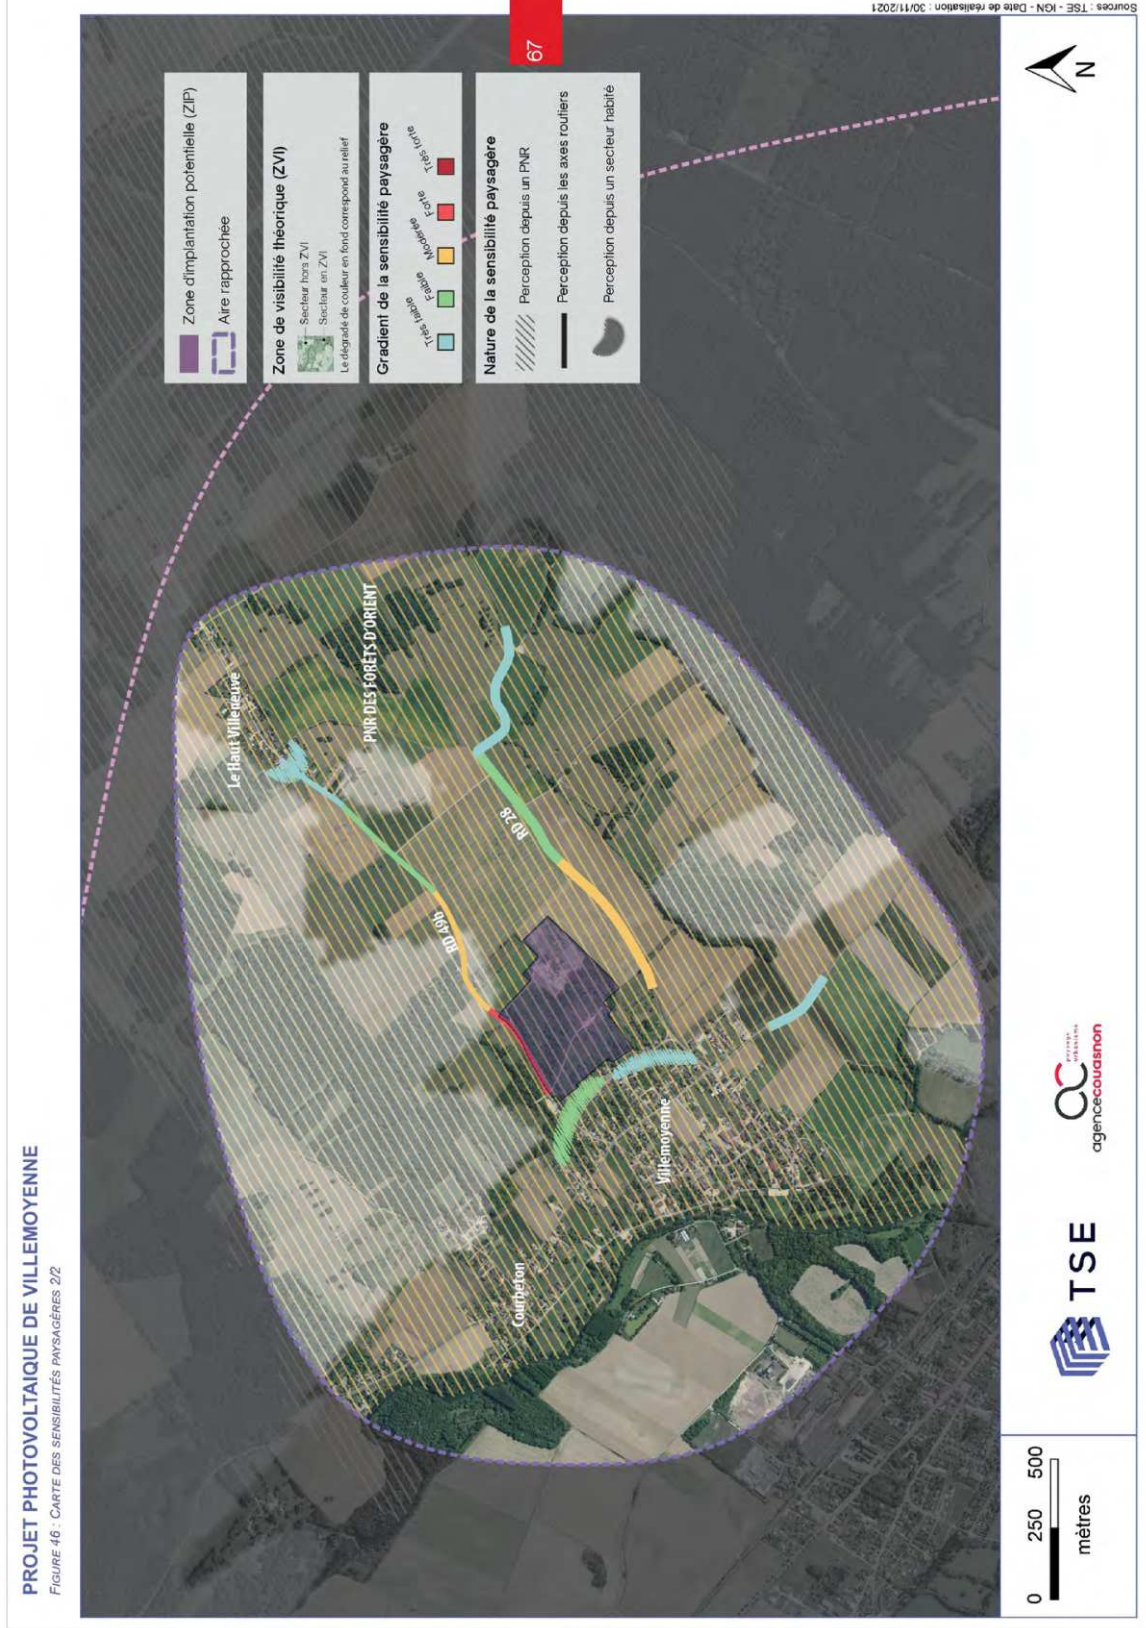 PROJET PHOTOVOLTAIQUE DE VILLEMOYENNE
FIGURE 46 : CARTE DES SENSIBILITÉS PAYSAGÈRES 2/2
Zone d'implantation potentielle (ZIP)
Aire rapprochée
Zone de visibilité théorique (ZVI)
Secteur hors ZVI
Secteur en ZVI
Le dégradé de couleur en fond correspond au relief
Gradient de la sensibilité paysagère
Très faible
Faible
Modérée
Forte
Très forte
Nature de la sensibilité paysagère
Perception depuis un PNR
Perception depuis les axes routiers
Perception depuis un secteur habité
Le Haut Villeneuve
PNR DES FORÊTS D'ORIENT
RD 49b
RD 28
Villemoyenne
Courbeton
67
0 250 500
mètres
TSE
paysage
urbanisme
agencecouasnon
N
Sources : TSE - IGN - Date de réalisation : 30/11/2021